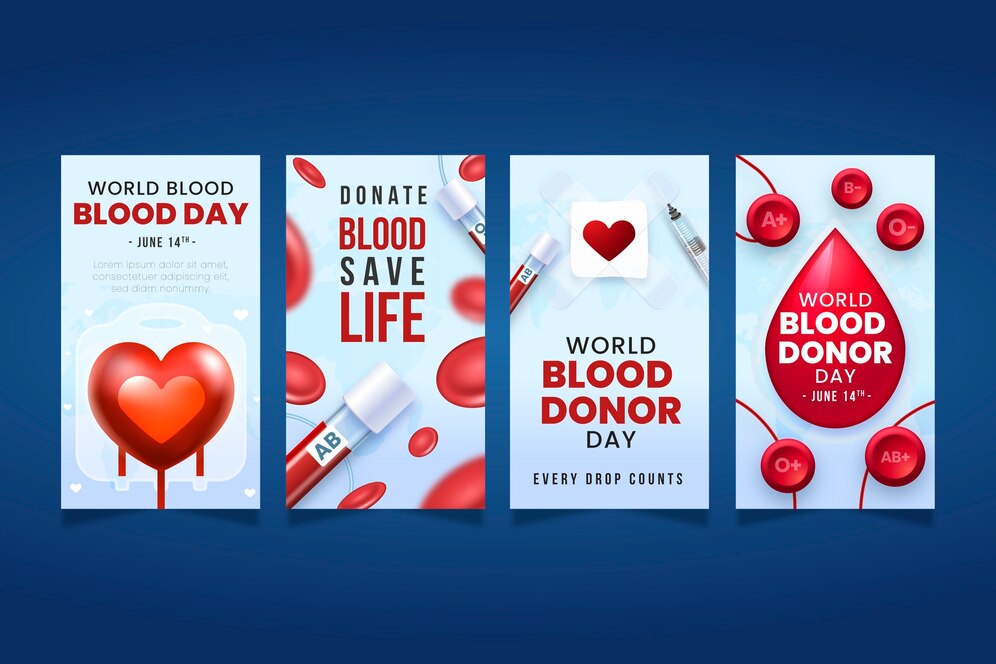 WORLD BLOOD
BLOOD DAY
- JUNE 14TH -
Lorem ipsum dolor sit amet,
consectetuer adipiscing elit,
sed diam nonummy.
DONATE
BLOOD
SAVE
LIFE
O
AB
AB
WORLD
BLOOD
DONOR
DAY
EVERY DROP COUNTS
B-
A+
O-
WORLD
BLOOD
DONOR
DAY
- JUNE 14TH -
O+
AB+